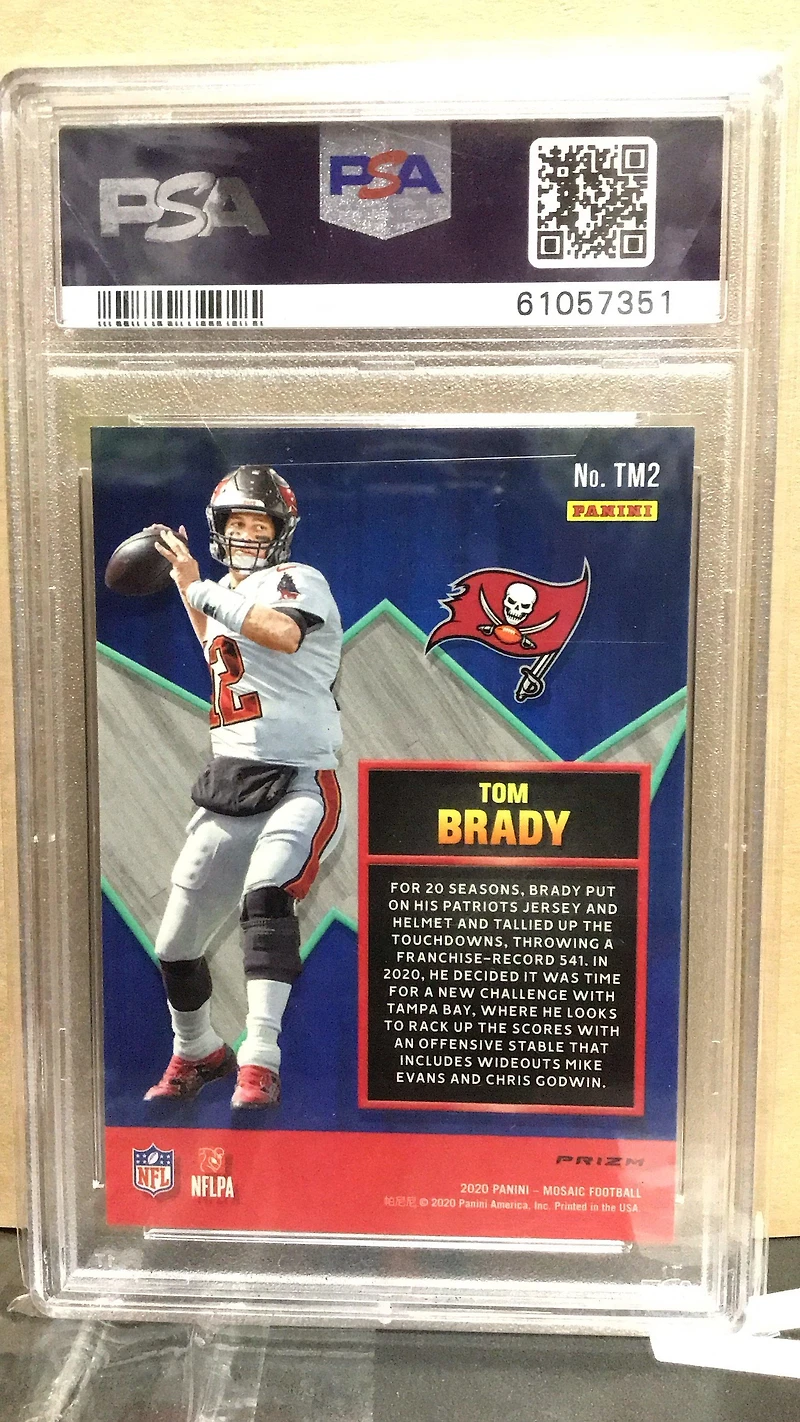 PSA
PSA
61057351
No. TM2
PANINI
12
TOM
BRADY
FOR 20 SEASONS, BRADY PUT
ON HIS PATRIOTS JERSEY AND
HELMET AND TALLIED UP THE
TOUCHDOWNS, THROWING A
FRANCHISE-RECORD 541. IN
2020, HE DECIDED IT WAS TIME
FOR A NEW CHALLENGE WITH
TAMPA BAY, WHERE HE LOOKS
TO RACK UP THE SCORES WITH
AN OFFENSIVE STABLE THAT
INCLUDES WIDEOUTS MIKE
EVANS AND CHRIS GODWIN.
NFL
NFLPA
PRIZM
2020 PANINI - MOSAIC FOOTBALL
帕尼尼 © 2020 Panini America, Inc. Printed in the USA.